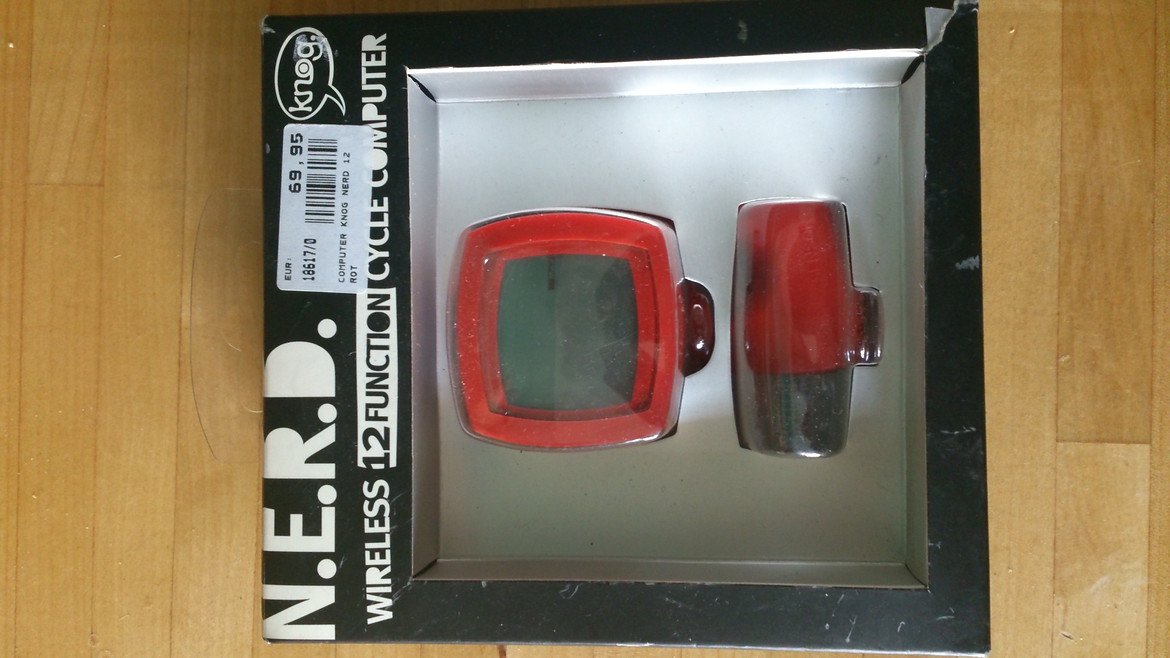 knog.
N.E.R.D.
WIRELESS 12 FUNCTION CYCLE COMPUTER
EUR: 69,95
18617/0
COMPUTER KNOG NERD 12
ROT